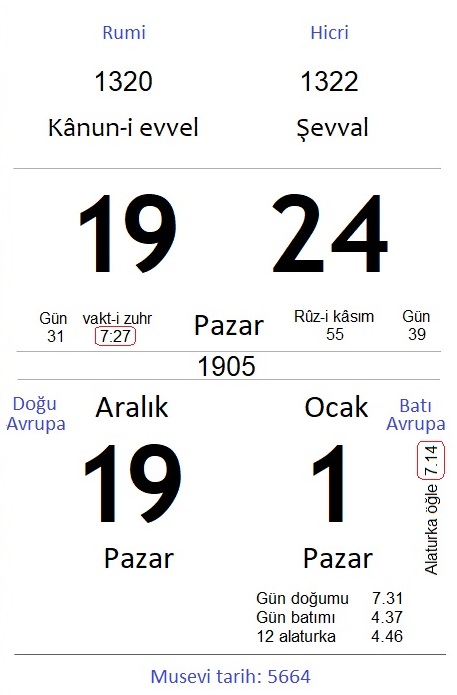 Rumi Hicri
1320 1322
Kânun-i evvel Şevval
19 24
Gün vakt-i zuhr Pazar Rûz-i kâsım Gün
31 7:27 55 39
1905
Doğu Avrupa Aralık Ocak Batı Avrupa
19 1
Alaturka öğle 7.14
Pazar Pazar
Gün doğumu 7.31
Gün batımı 4.37
12 alaturka 4.46
Musevi tarih: 5664